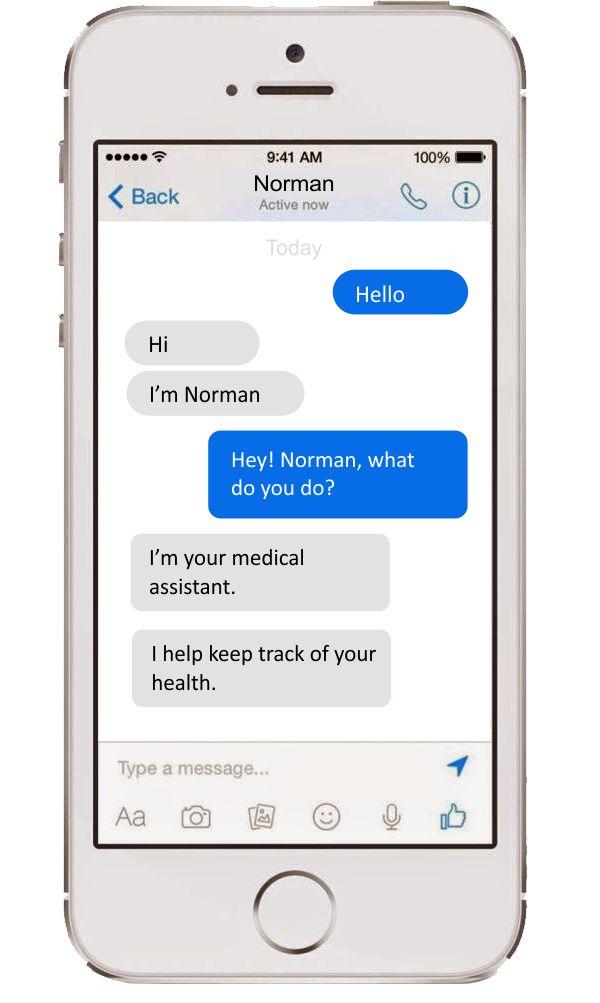 9:41 AM 100%
Back Norman
Active now
Today
Hello
Hi
I’m Norman
Hey! Norman, what
do you do?
I’m your medical
assistant.
I help keep track of your
health.
Type a message...
Aa